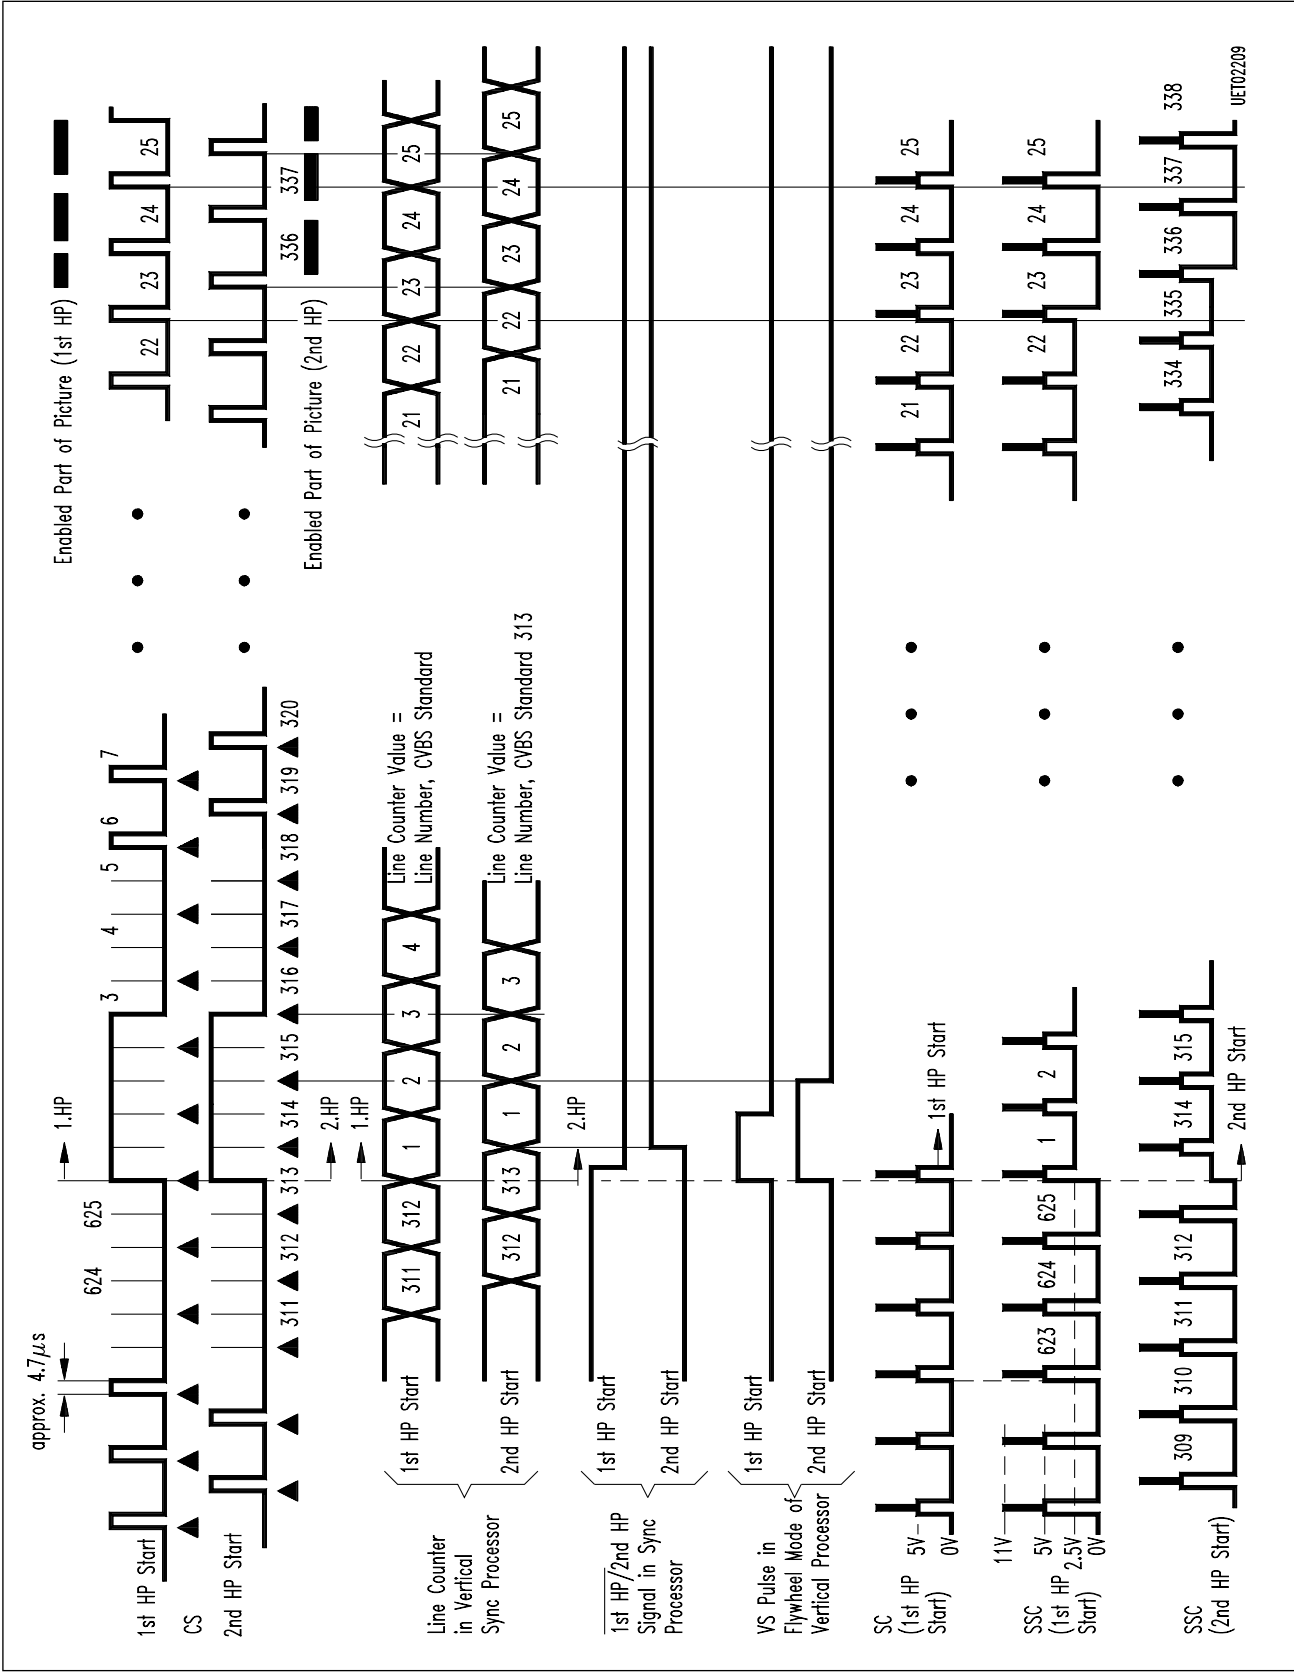 approx. 4.7μs
624
625
1.HP
3
4
5
6
7
1st HP Start
CS
2nd HP Start
311
312
313
314
315
316
317
318
319
320
2.HP
Enabled Part of Picture (1st HP)
22
23
24
25
336
337
Enabled Part of Picture (2nd HP)
Line Counter
in Vertical
Sync Processor
1st HP Start
311
312
1
2
3
4
1.HP
Line Counter Value =
Line Number, CVBS Standard
21
22
23
24
25
2nd HP Start
312
313
1
2
3
Line Counter Value =
Line Number, CVBS Standard 313
21
22
23
24
25
2.HP
1st HP/2nd HP
Signal in Sync
Processor
1st HP Start
2nd HP Start
VS Pulse in
Flywheel Mode of
Vertical Processor
1st HP Start
2nd HP Start
SC
(1st HP
Start)
5V
0V
1st HP Start
21
22
23
24
25
SSC
(1st HP
Start)
11V
5V
2.5V
0V
623
624
625
1
2
22
23
24
25
SSC
(2nd HP Start)
309
310
311
312
314
315
2nd HP Start
334
335
336
337
338
UET02209